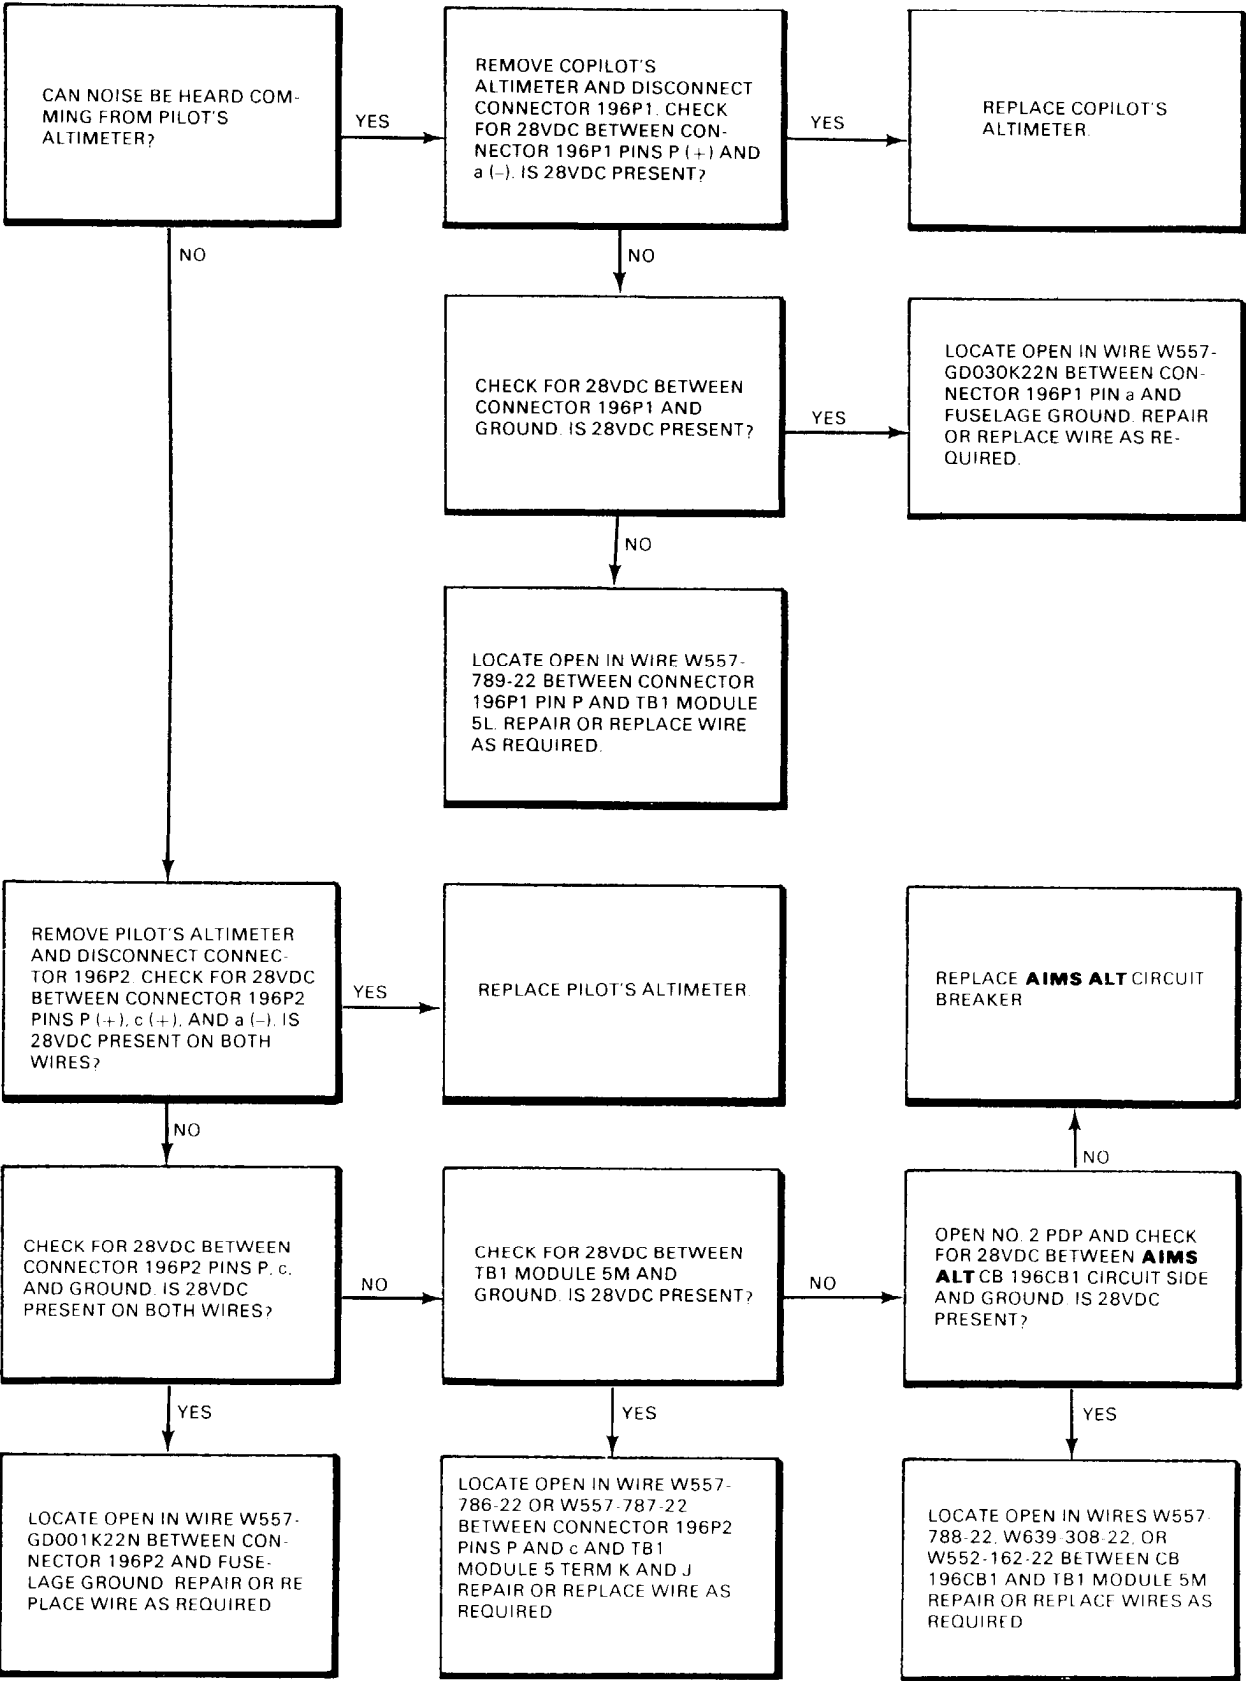 CAN NOISE BE HEARD COM-
MING FROM PILOT'S
ALTIMETER?
YES
REMOVE COPILOT'S
ALTIMETER AND DISCONNECT
CONNECTOR 196P1. CHECK
FOR 28VDC BETWEEN CON-
NECTOR 196P1 PINS P (+) AND
a (-). IS 28VDC PRESENT?
YES
REPLACE COPILOT'S
ALTIMETER.
NO
NO
CHECK FOR 28VDC BETWEEN
CONNECTOR 196P1 AND
GROUND. IS 28VDC PRESENT?
YES
LOCATE OPEN IN WIRE W557-
GD030K22N BETWEEN CON-
NECTOR 196P1 PIN a AND
FUSELAGE GROUND. REPAIR
OR REPLACE WIRE AS RE-
QUIRED.
NO
LOCATE OPEN IN WIRE W557-
789-22 BETWEEN CONNECTOR
196P1 PIN P AND TB1 MODULE
5L. REPAIR OR REPLACE WIRE
AS REQUIRED.
REMOVE PILOT'S ALTIMETER
AND DISCONNECT CONNEC-
TOR 196P2. CHECK FOR 28VDC
BETWEEN CONNECTOR 196P2
PINS P (+), c (+), AND a (-). IS
28VDC PRESENT ON BOTH
WIRES?
YES
REPLACE PILOT'S ALTIMETER.
REPLACE AIMS ALT CIRCUIT
BREAKER
NO
NO
CHECK FOR 28VDC BETWEEN
CONNECTOR 196P2 PINS P, c,
AND GROUND. IS 28VDC
PRESENT ON BOTH WIRES?
NO
CHECK FOR 28VDC BETWEEN
TB1 MODULE 5M AND
GROUND. IS 28VDC PRESENT?
NO
OPEN NO. 2 PDP AND CHECK
FOR 28VDC BETWEEN AIMS
ALT CB 196CB1 CIRCUIT SIDE
AND GROUND. IS 28VDC
PRESENT?
YES
YES
YES
LOCATE OPEN IN WIRE W557-
GD001K22N BETWEEN CON-
NECTOR 196P2 AND FUSE-
LAGE GROUND. REPAIR OR RE
PLACE WIRE AS REQUIRED
LOCATE OPEN IN WIRE W557-
786-22 OR W557-787-22
BETWEEN CONNECTOR 196P2
PINS P AND c AND TB1
MODULE 5 TERM K AND J
REPAIR OR REPLACE WIRE AS
REQUIRED
LOCATE OPEN IN WIRES W557-
788-22, W639-308-22, OR
W552-162-22 BETWEEN CB
196CB1 AND TB1 MODULE 5M
REPAIR OR REPLACE WIRES AS
REQUIRED